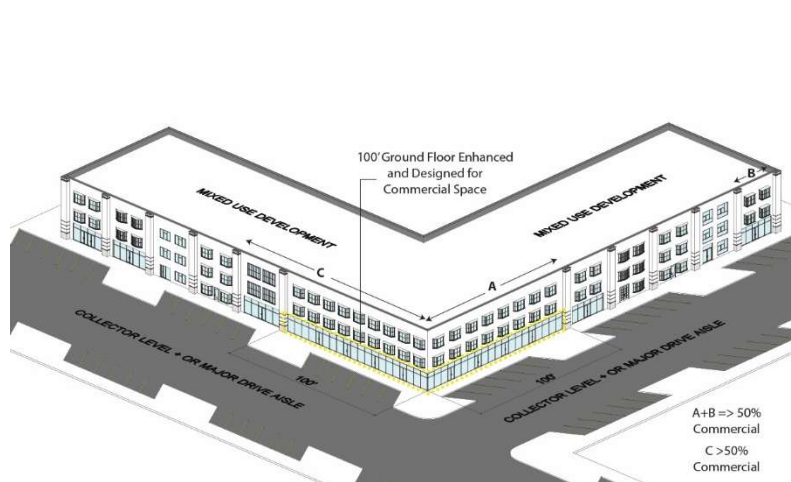 100' Ground Floor Enhanced
and Designed for
Commercial Space
B
MIXED USE DEVELOPMENT
MIXED USE DEVELOPMENT
C
A
100'
100'
COLLECTOR LEVEL + OR MAJOR DRIVE AISLE
COLLECTOR LEVEL + OR MAJOR DRIVE AISLE
A+B => 50%
Commercial
C >50%
Commercial